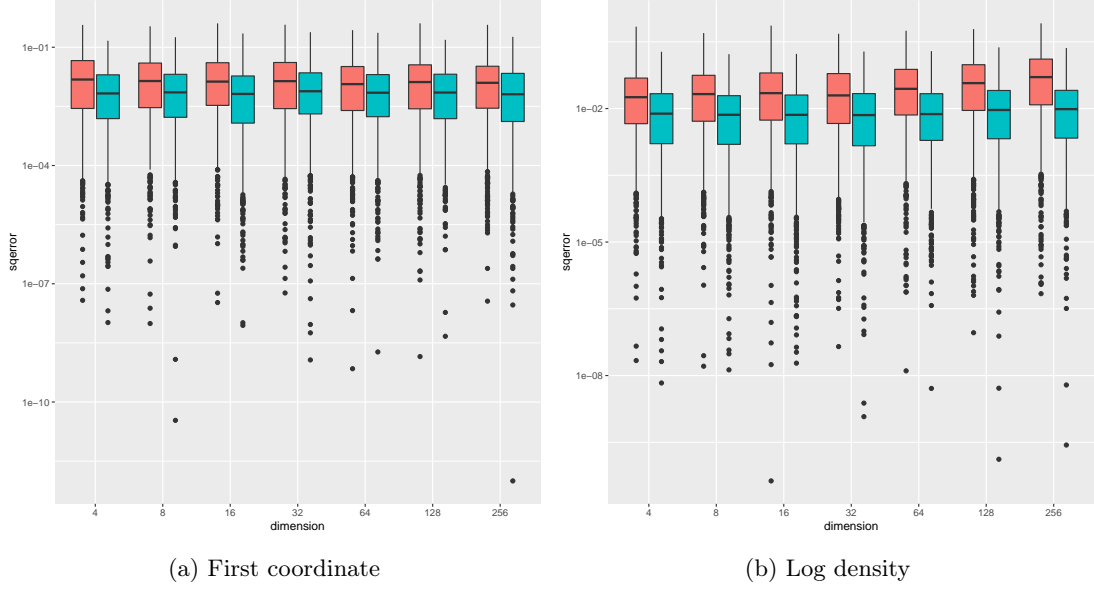 1e−01
1e−04
1e−07
1e−10
sqerror
4 8 16 32 64 128 256
dimension
(a) First coordinate
1e−02
1e−05
1e−08
sqerror
4 8 16 32 64 128 256
dimension
(b) Log density